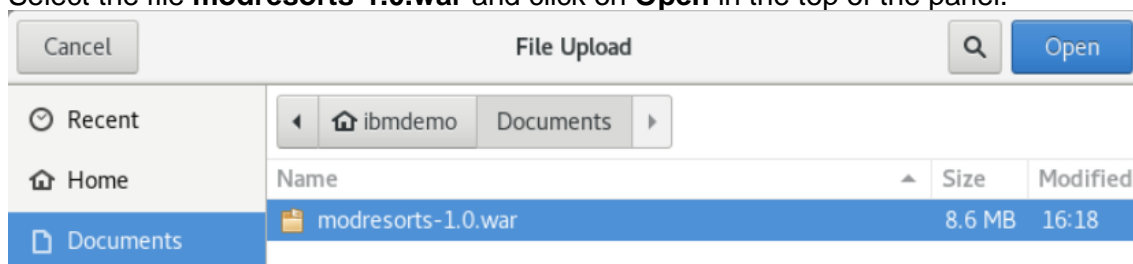 Select the file modresorts-1.0.war and click on Open in the top of the panel.
Cancel File Upload Open
Recent
ibmdemo Documents
Home
Name Size Modified
modresorts-1.0.war 8.6 MB 16:18
Documents